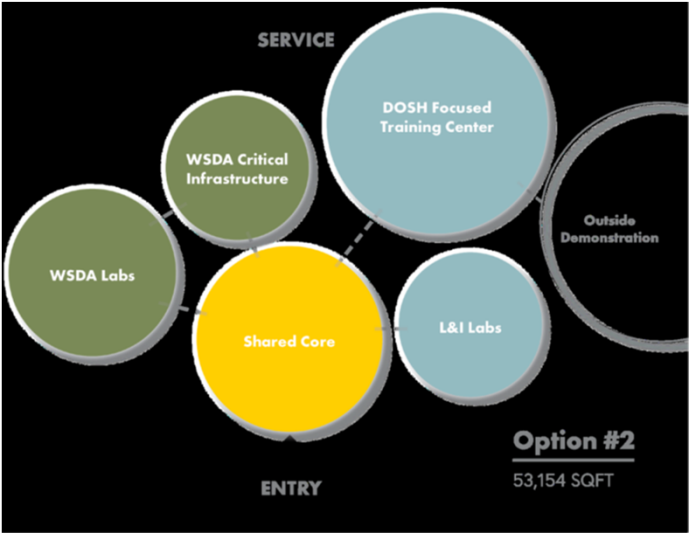 SERVICE
DOSH Focused
Training Center
WSDA Critical
Infrastructure
Outside
Demonstration
WSDA Labs
Shared Core
L&I Labs
Option #2
53,154 SQFT
ENTRY